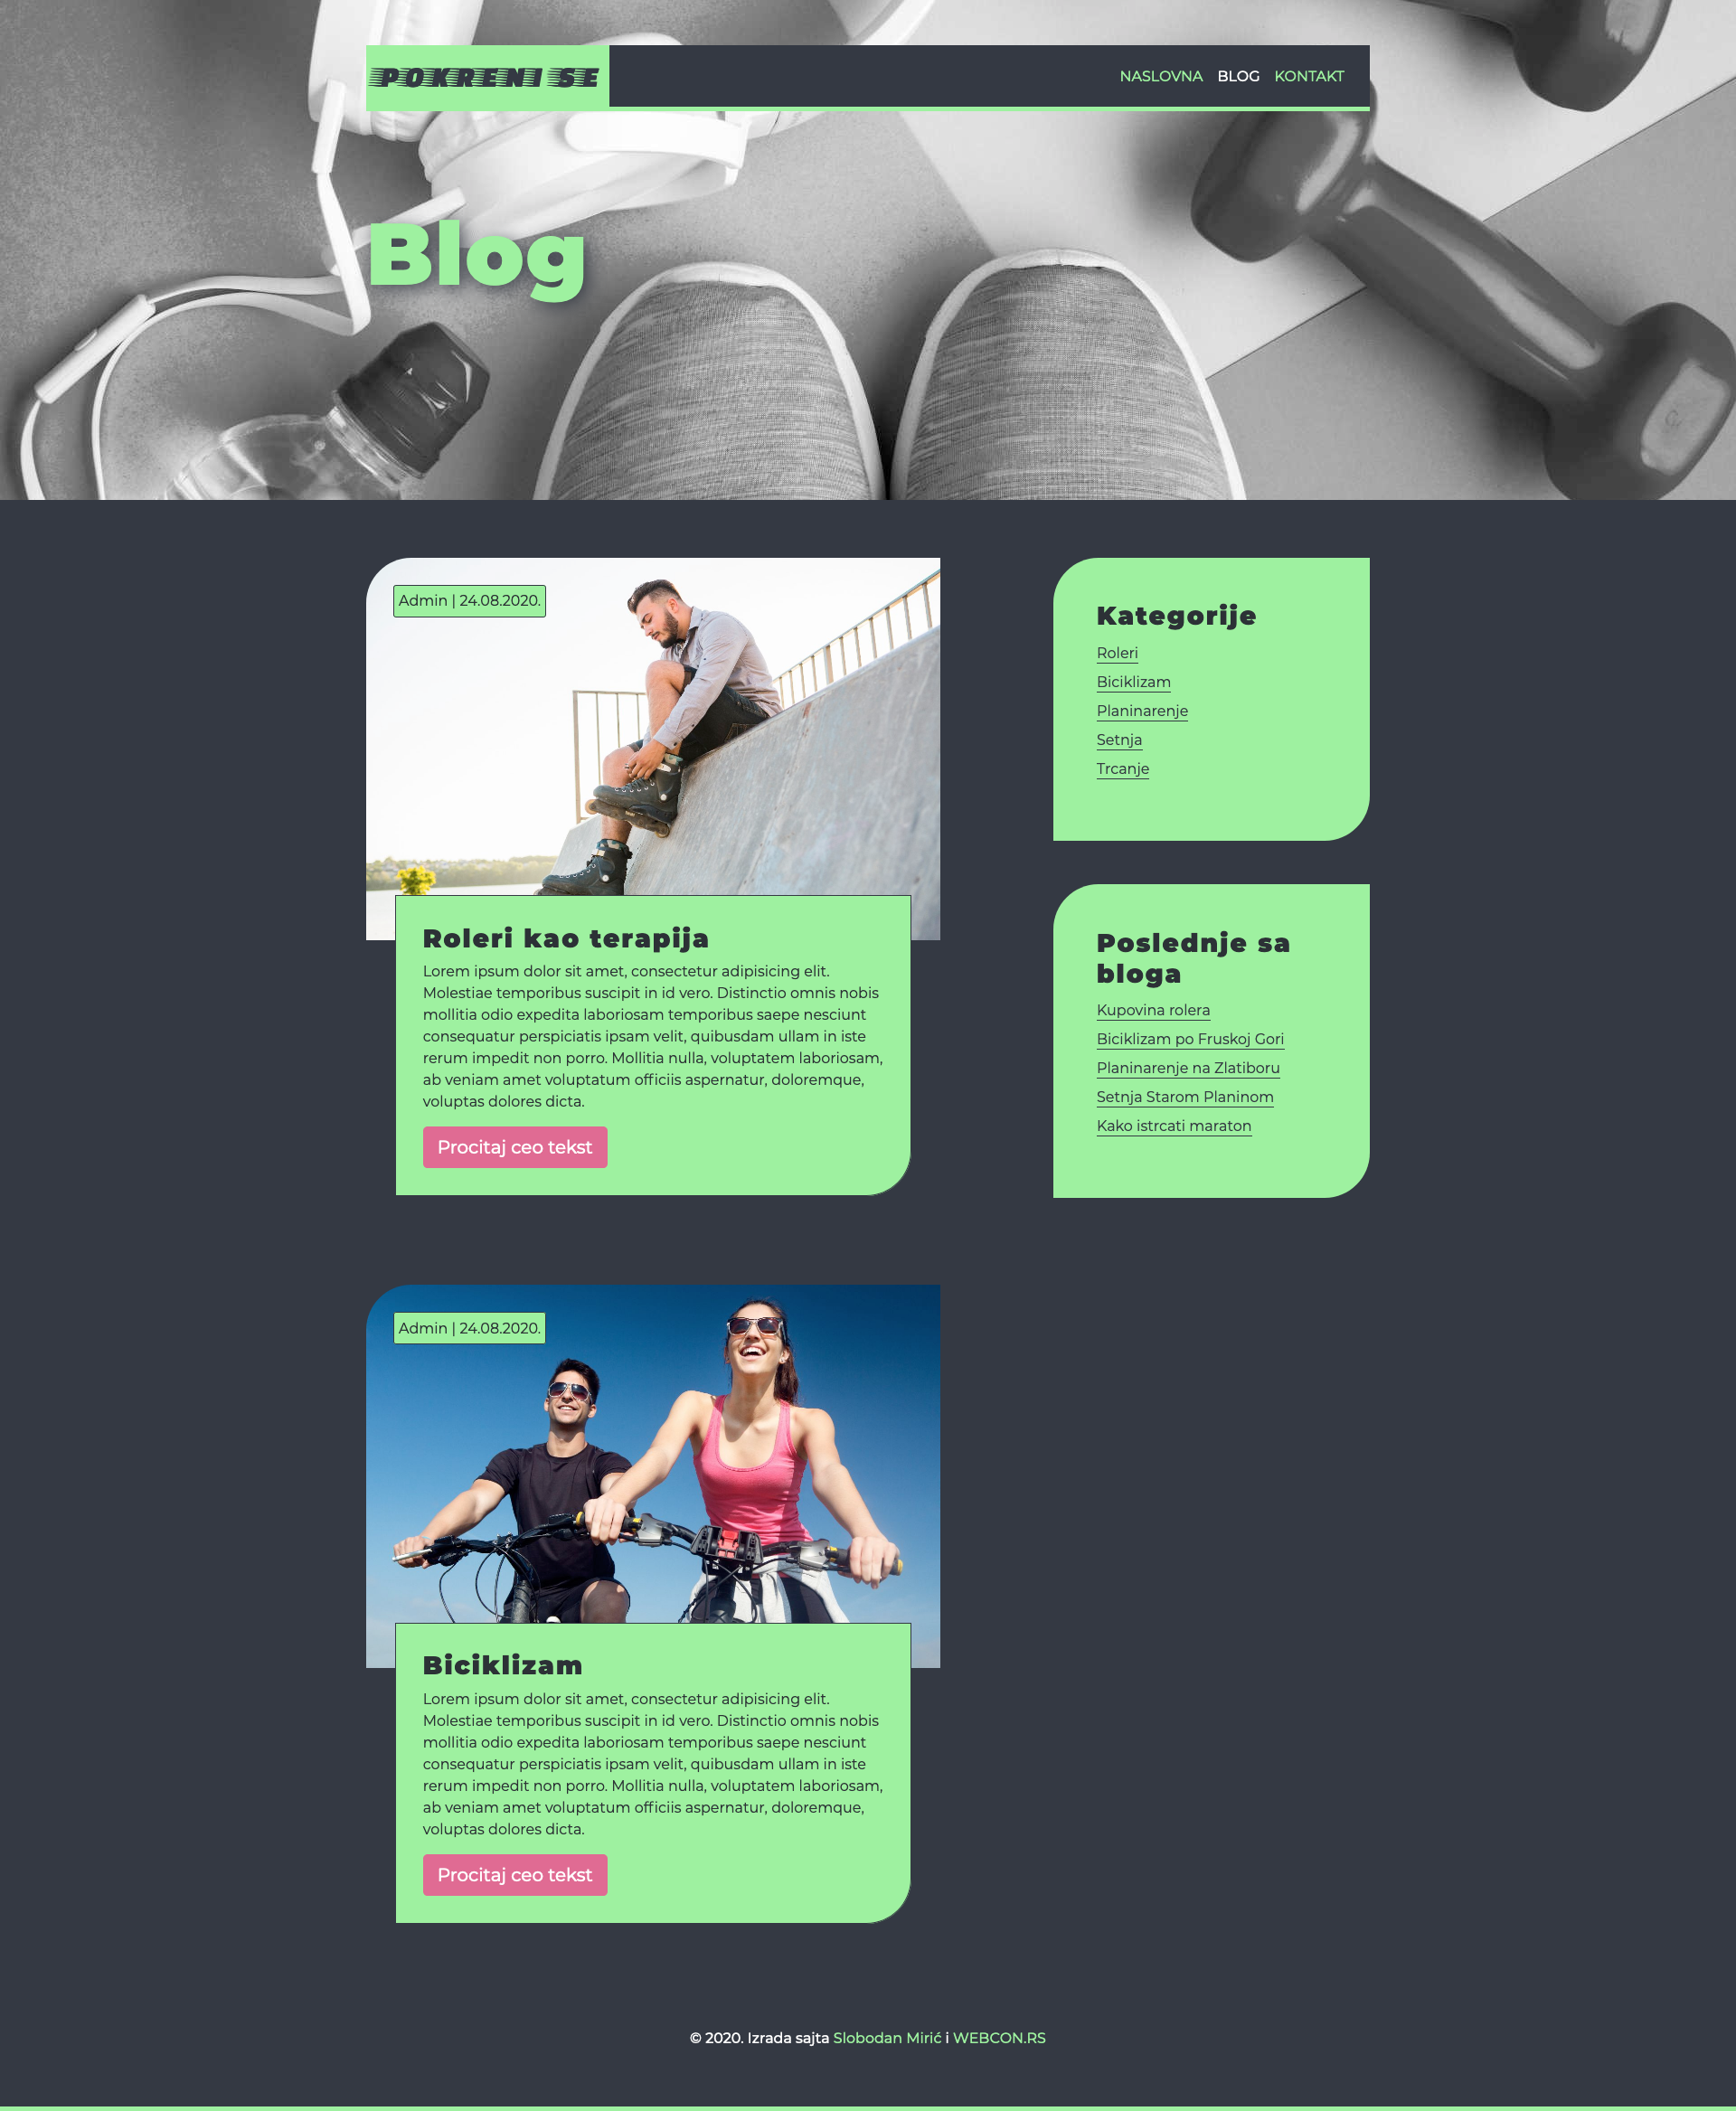 POKRENI SE
NASLOVNA BLOG KONTAKT
Blog
Admin | 24.08.2020.
Roleri kao terapija
Lorem ipsum dolor sit amet, consectetur adipisicing elit.
Molestiae temporibus suscipit in id vero. Distinctio omnis nobis
mollitia odio expedita laboriosam temporibus saepe nesciunt
consequatur perspiciatis ipsam velit, quibusdam ullam in iste
rerum impedit non porro. Mollitia nulla, voluptatem laboriosam,
ab veniam amet voluptatum officiis aspernatur, doloremque,
voluptas dolores dicta.
Procitaj ceo tekst
Admin | 24.08.2020.
Biciklizam
Lorem ipsum dolor sit amet, consectetur adipisicing elit.
Molestiae temporibus suscipit in id vero. Distinctio omnis nobis
mollitia odio expedita laboriosam temporibus saepe nesciunt
consequatur perspiciatis ipsam velit, quibusdam ullam in iste
rerum impedit non porro. Mollitia nulla, voluptatem laboriosam,
ab veniam amet voluptatum officiis aspernatur, doloremque,
voluptas dolores dicta.
Procitaj ceo tekst
Kategorije
Roleri
Biciklizam
Planinarenje
Setnja
Trcanje
Poslednje sa
bloga
Kupovina rolera
Biciklizam po Fruskoj Gori
Planinarenje na Zlatiboru
Setnja Starom Planinom
Kako istrcati maraton
© 2020. Izrada sajta Slobodan Mirić i WEBCON.RS